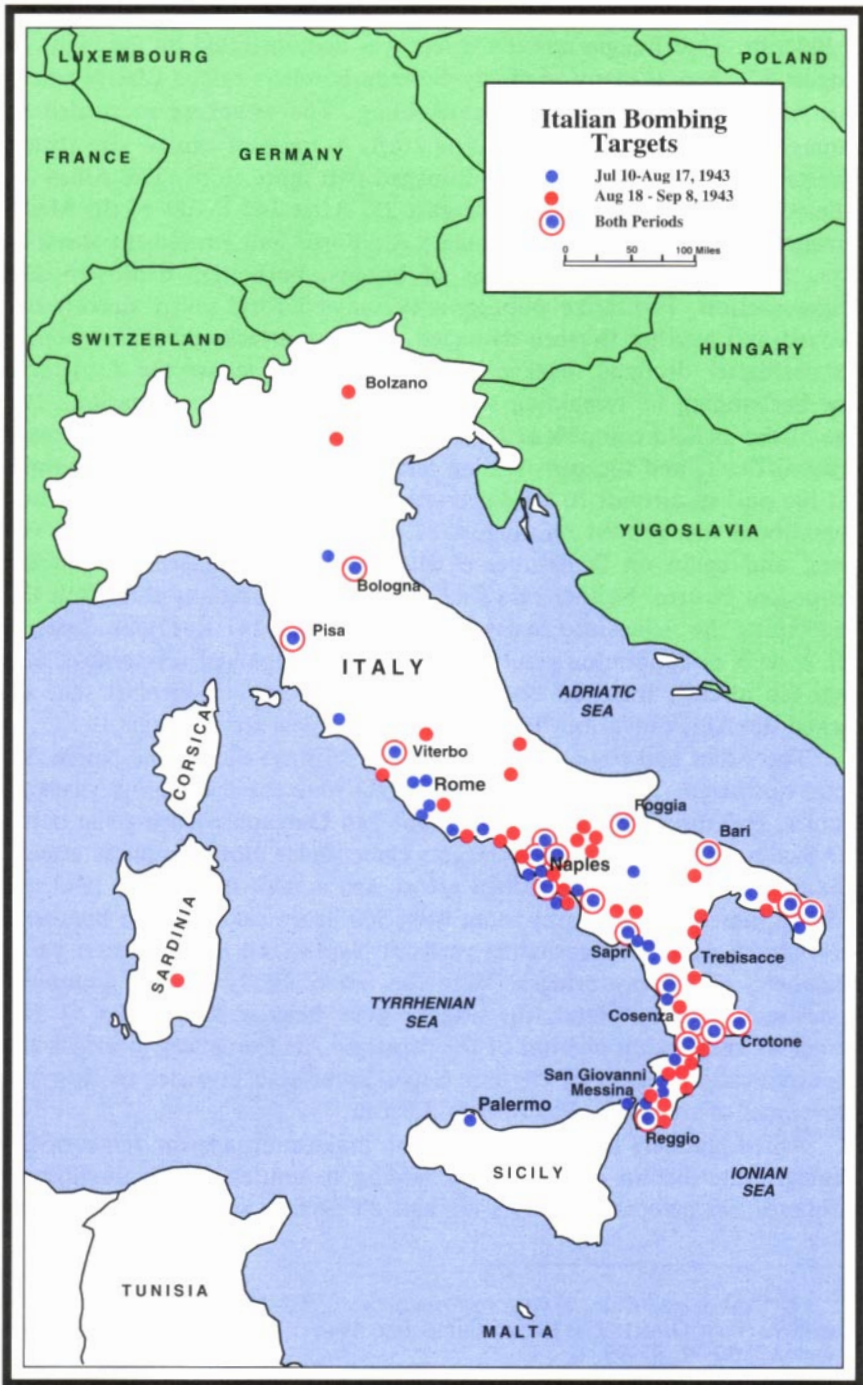 LUXEMBOURG
POLAND
FRANCE
GERMANY
Italian Bombing
Targets
Jul 10-Aug 17, 1943
Aug 18 - Sep 8, 1943
Both Periods
0 50 100 Miles
SWITZERLAND
HUNGARY
Bolzano
YUGOSLAVIA
Bologna
Pisa
ITALY
ADRIATIC
SEA
CORSICA
Viterbo
Rome
Foggia
Bari
Naples
SARDINIA
Sapri
Trebisacce
TYRRHENIAN
SEA
Cosenza
Crotone
San Giovanni
Messina
Palermo
Reggio
SICILY
IONIAN
SEA
TUNISIA
MALTA